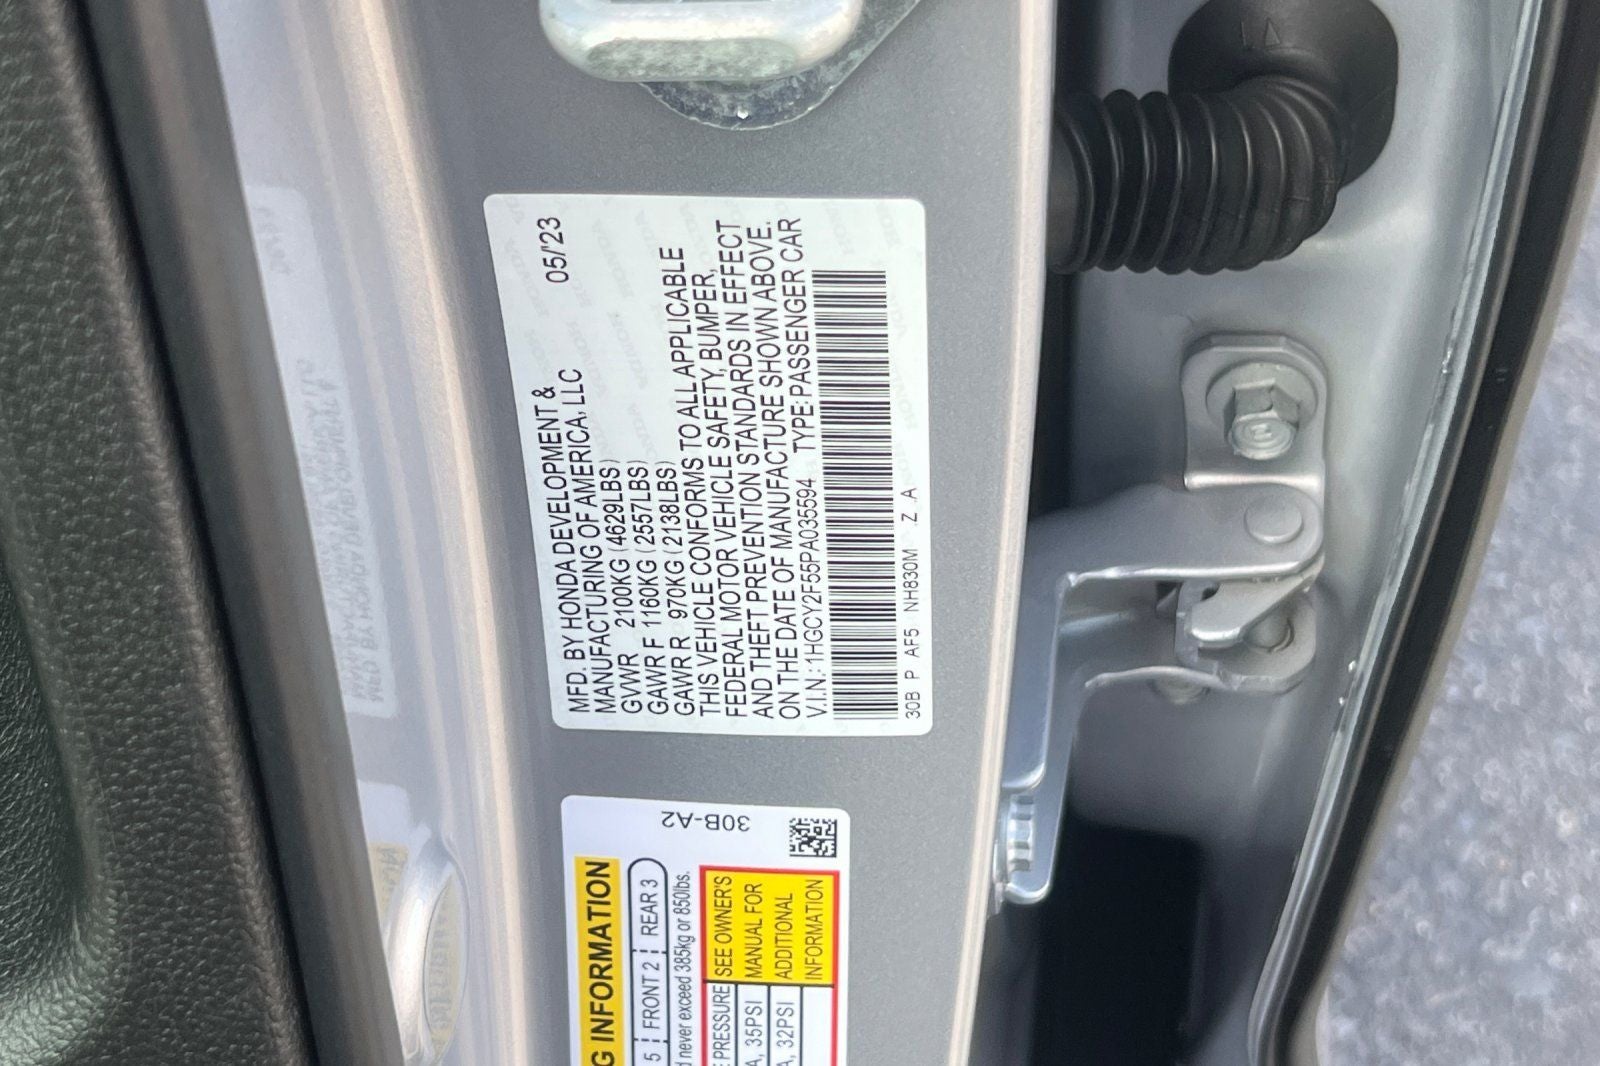 MFD. BY HONDA DEVELOPMENT & 05/'23
MANUFACTURING OF AMERICA, LLC
GVWR 2100KG (4629LBS)
GAWR F 1160KG (2557LBS)
GAWR R 970KG (2138LBS)
THIS VEHICLE CONFORMS TO ALL APPLICABLE
FEDERAL MOTOR VEHICLE SAFETY, BUMPER,
AND THEFT PREVENTION STANDARDS IN EFFECT
ON THE DATE OF MANUFACTURE SHOWN ABOVE.
V.I.N.:1HGCY2F55PA035594 TYPE:PASSENGER CAR
30B P AF5 NH830M Z A
30B-A2
G INFORMATION
5 FRONT 2 REAR 3
never exceed 385kg or 850lbs.
PRESSURE
35PSI
32PSI
SEE OWNER'S
MANUAL FOR
ADDITIONAL
INFORMATION